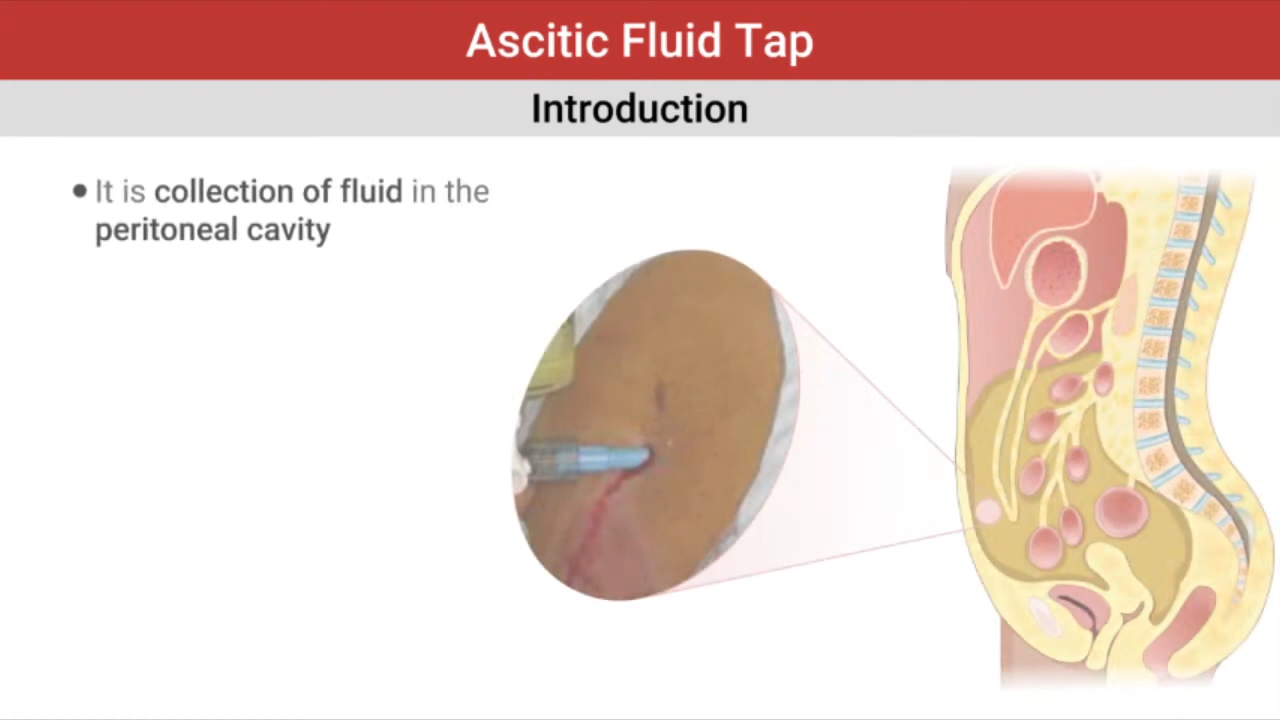 Ascitic Fluid Tap
Introduction
● It is collection of fluid in the
peritoneal cavity